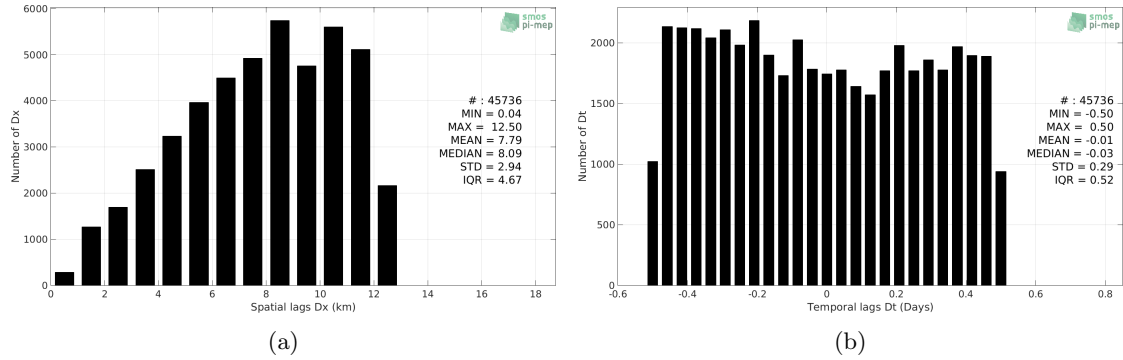 6000
5000
4000
3000
2000
1000
0
Number of Dx
0 2 4 6 8 10 12 14 16 18
Spatial lags Dx (km)
smos
pi-mep
# : 45736
MIN = 0.04
MAX = 12.50
MEAN = 7.79
MEDIAN = 8.09
STD = 2.94
IQR = 4.67
(a)
2000
1500
1000
500
0
Number of Dt
-0.6 -0.4 -0.2 0 0.2 0.4 0.6 0.8
Temporal lags Dt (Days)
smos
pi-mep
# : 45736
MIN = -0.50
MAX = 0.50
MEAN = -0.01
MEDIAN = -0.03
STD = 0.29
IQR = 0.52
(b)